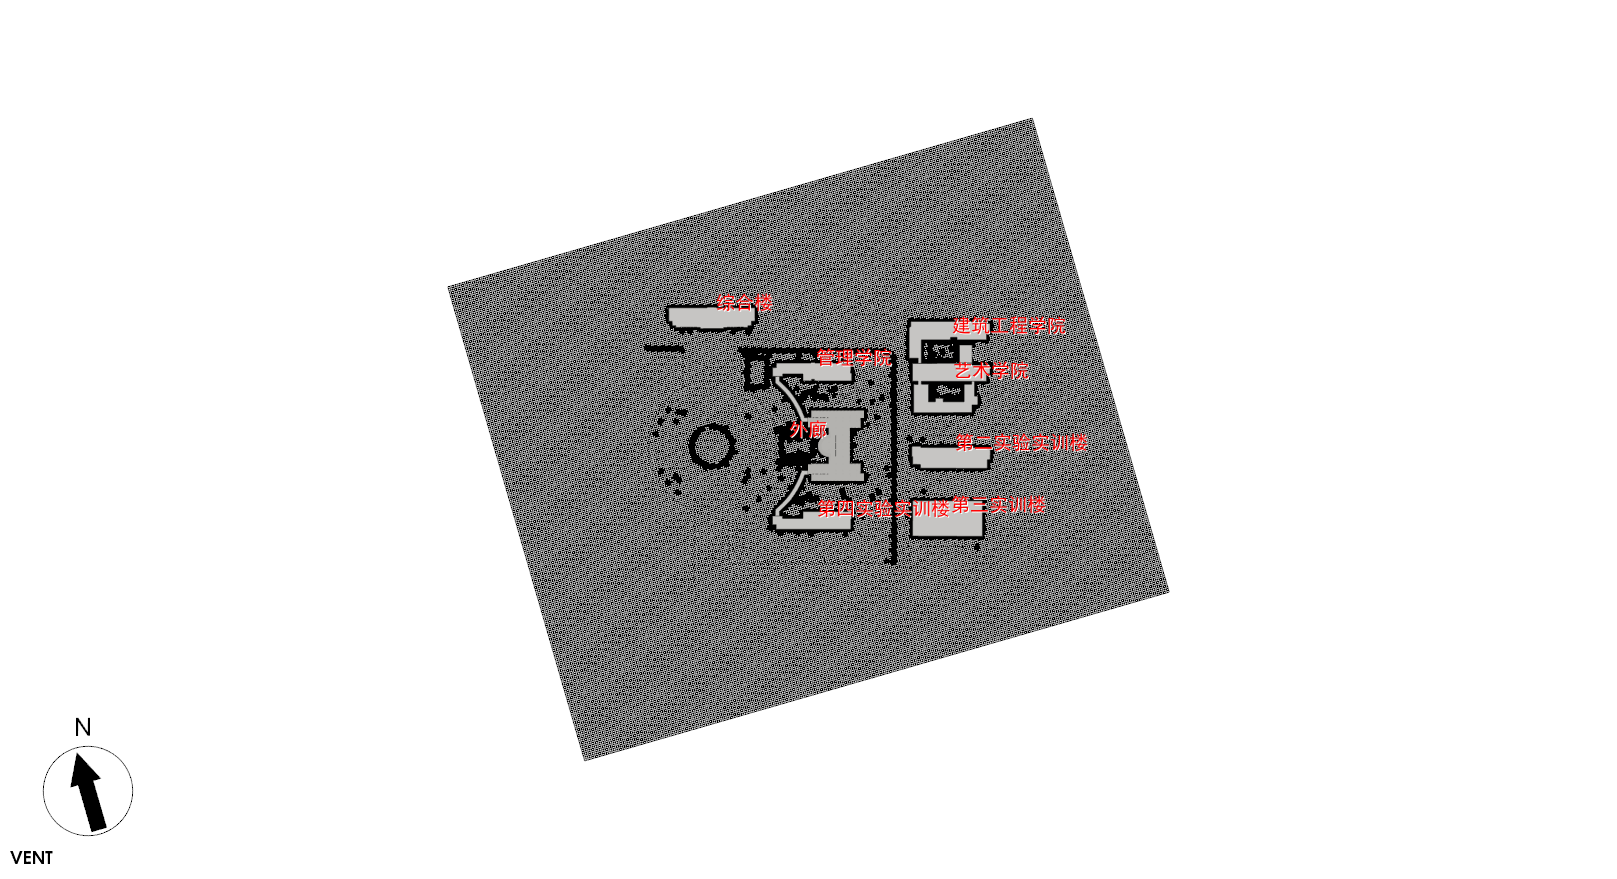 综合楼
建筑工程学院
管理学院
艺术学院
外廊
第二实验实训楼
第四实验实训楼
第三实训楼
N
VENT